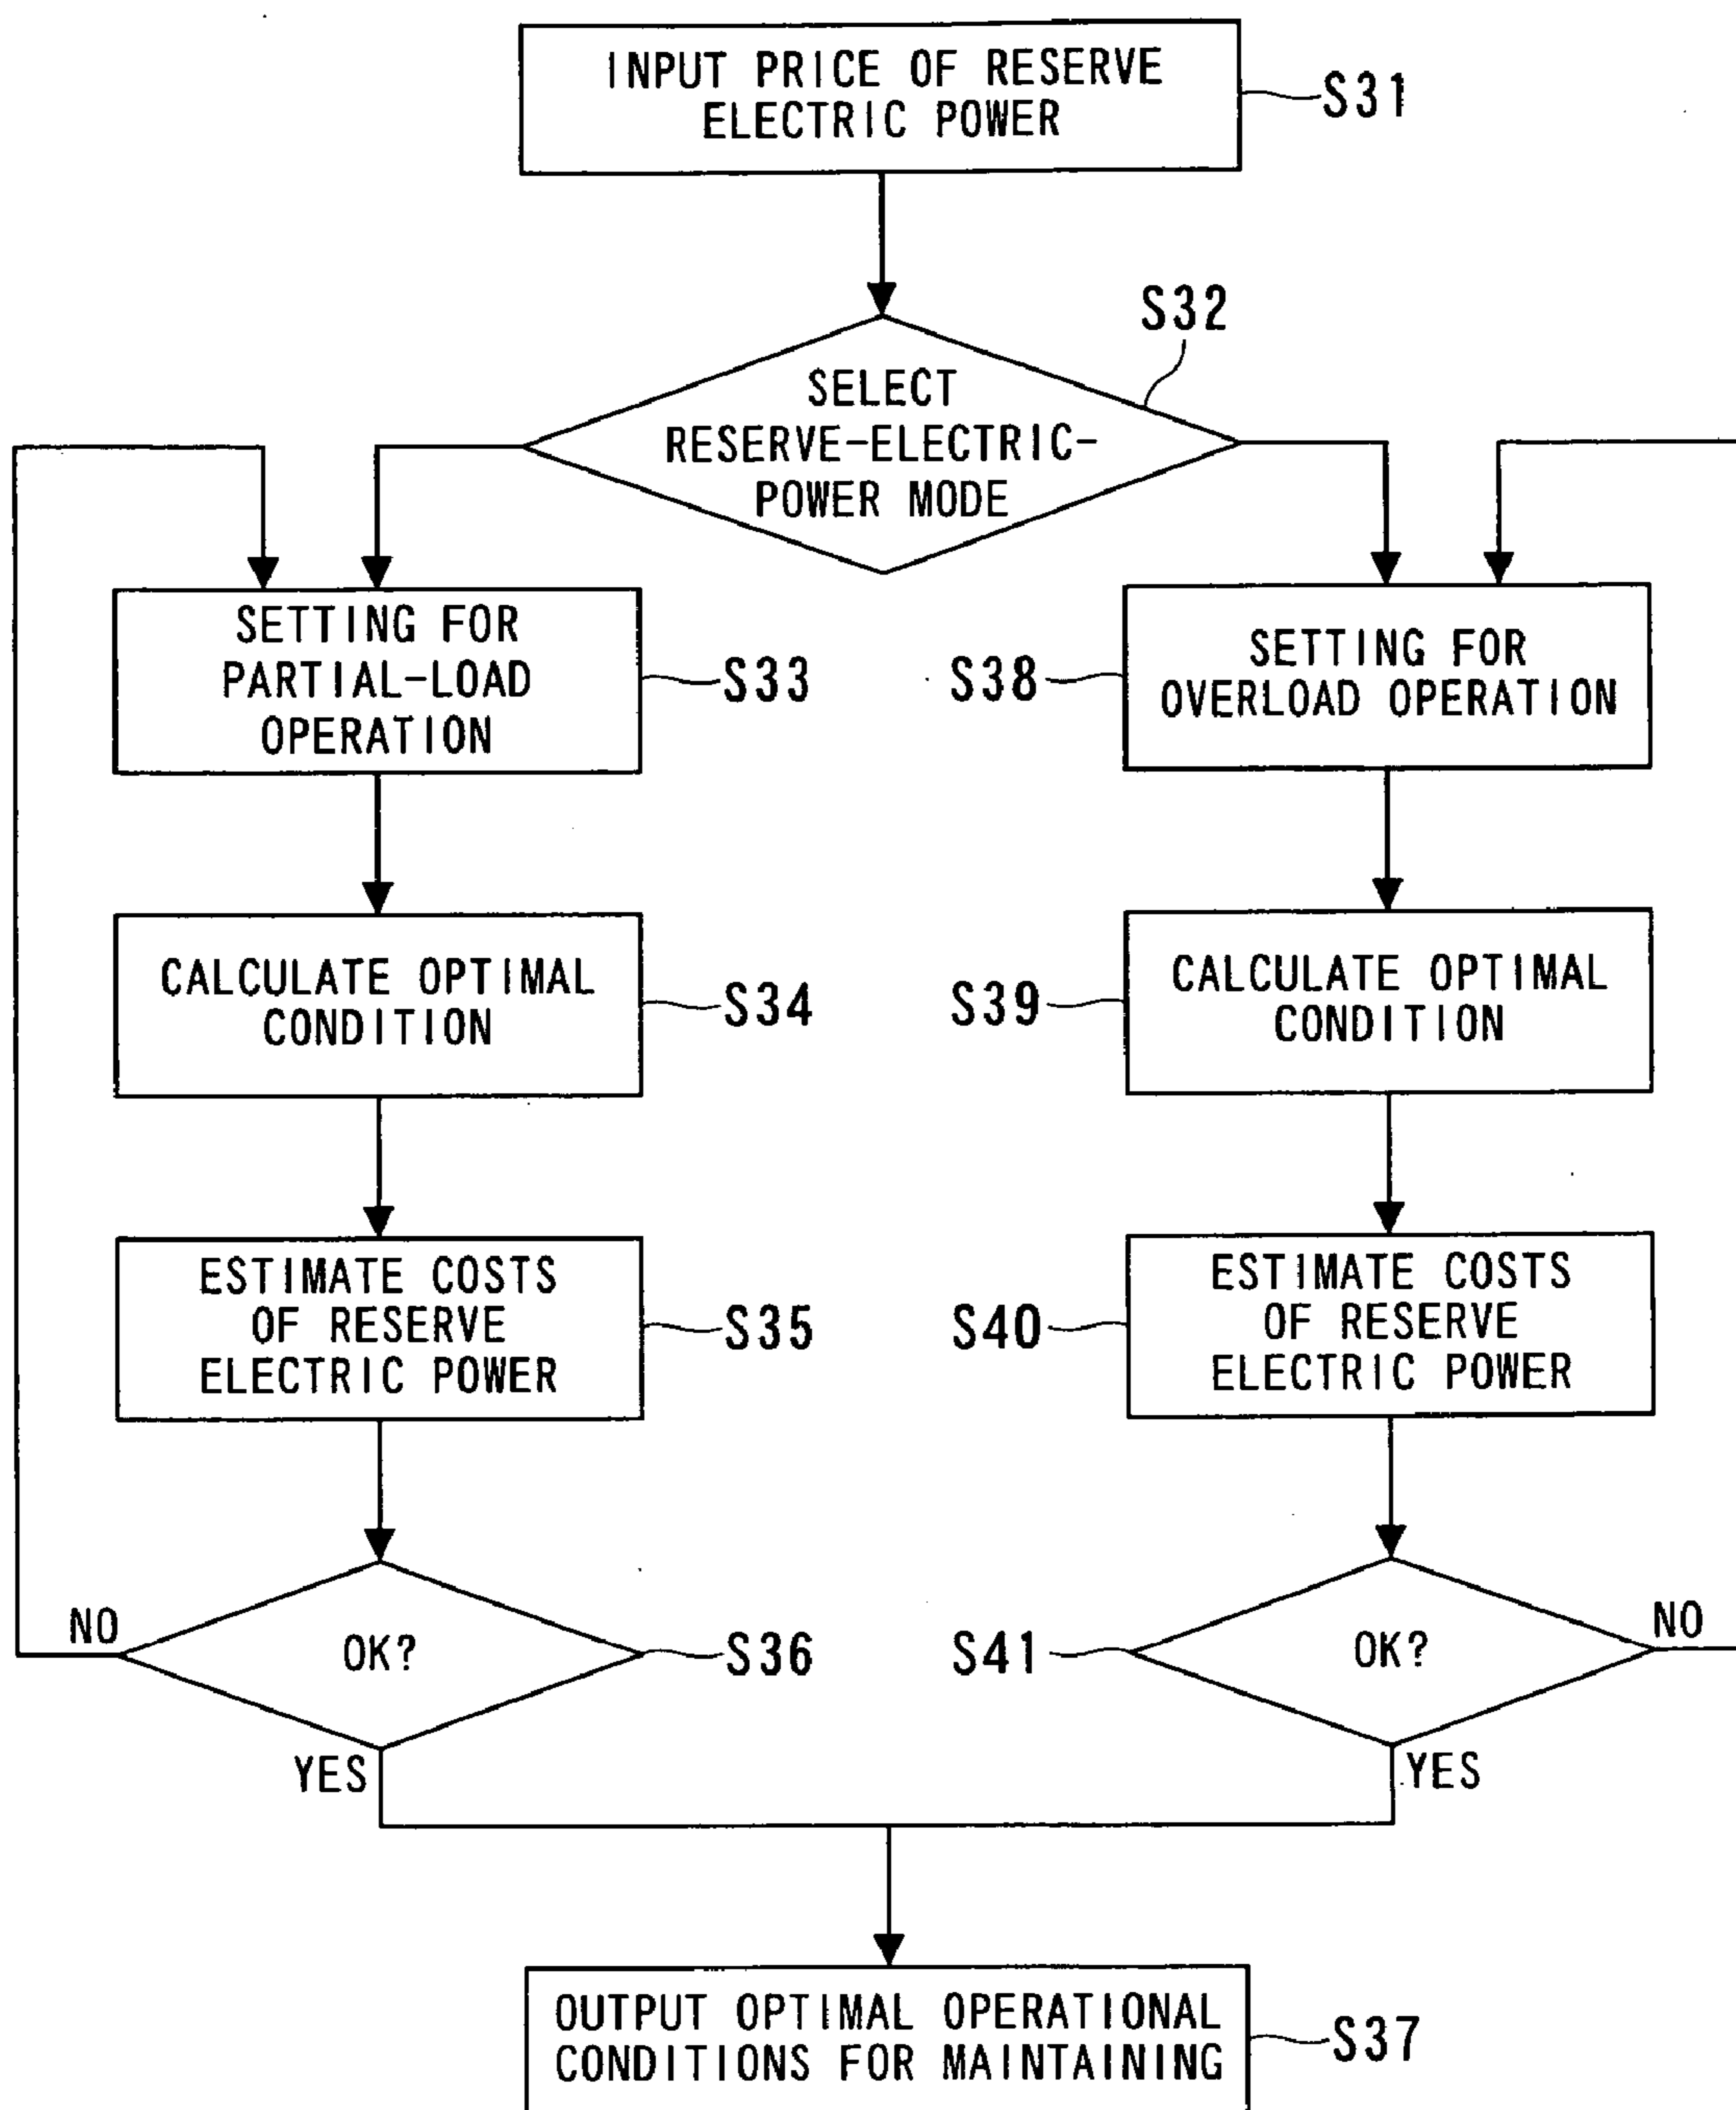 INPUT PRICE OF RESERVE
ELECTRIC POWER
S31
S32
SELECT
RESERVE-ELECTRIC-
POWER MODE
SETTING FOR
PARTIAL-LOAD
OPERATION
S33
S38
SETTING FOR
OVERLOAD OPERATION
CALCULATE OPTIMAL
CONDITION
S34
S39
CALCULATE OPTIMAL
CONDITION
ESTIMATE COSTS
OF RESERVE
ELECTRIC POWER
S35
S40
ESTIMATE COSTS
OF RESERVE
ELECTRIC POWER
NO
OK?
S36
S41
OK?
NO
YES
YES
OUTPUT OPTIMAL OPERATIONAL
CONDITIONS FOR MAINTAINING
S37